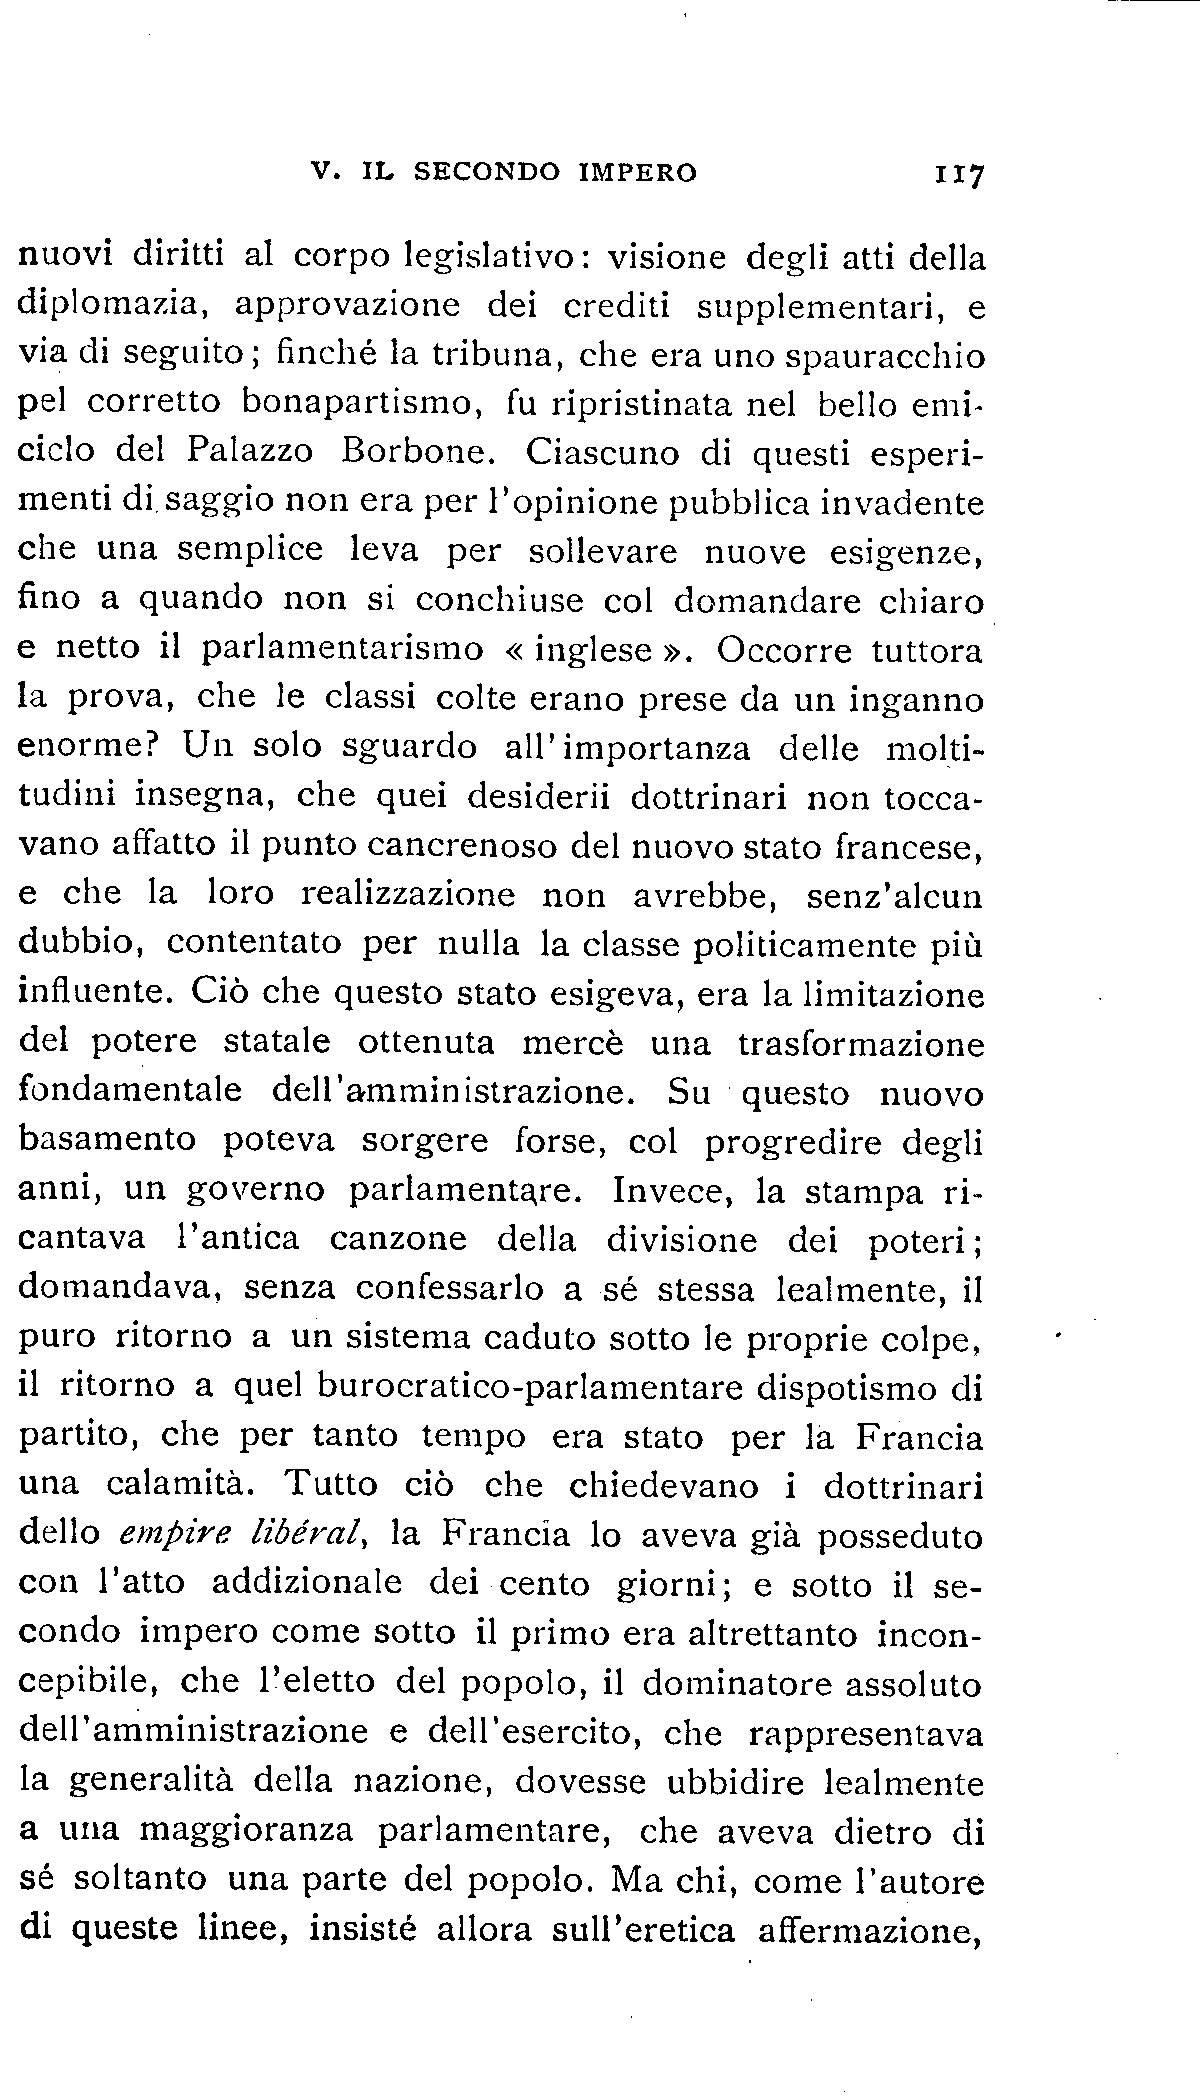 V. IL SECONDO IMPERO 117
nuovi diritti al corpo legislativo: visione degli atti della
diplomazia, approvazione dei crediti supplementari, e
via di seguito; finché la tribuna, che era uno spauracchio
pel corretto bonapartismo, fu ripristinata nel bello emi-
ciclo del Palazzo Borbone. Ciascuno di questi esperi-
menti di saggio non era per l'opinione pubblica invadente
che una semplice leva per sollevare nuove esigenze,
fino a quando non si conchiuse col domandare chiaro
e netto il parlamentarismo « inglese ». Occorre tuttora
la prova, che le classi colte erano prese da un inganno
enorme? Un solo sguardo all'importanza delle molti-
tudini insegna, che quei desiderii dottrinari non tocca-
vano affatto il punto cancrenoso del nuovo stato francese,
e che la loro realizzazione non avrebbe, senz'alcun
dubbio, contentato per nulla la classe politicamente più
influente. Ciò che questo stato esigeva, era la limitazione
del potere statale ottenuta mercè una trasformazione
fondamentale dell'amministrazione. Su questo nuovo
basamento poteva sorgere forse, col progredire degli
anni, un governo parlamentare. Invece, la stampa ri-
cantava l'antica canzone della divisione dei poteri;
domandava, senza confessarlo a sé stessa lealmente, il
puro ritorno a un sistema caduto sotto le proprie colpe,
il ritorno a quel burocratico-parlamentare dispotismo di
partito, che per tanto tempo era stato per la Francia
una calamità. Tutto ciò che chiedevano i dottrinari
dello empire libéral, la Francia lo aveva già posseduto
con l'atto addizionale dei cento giorni; e sotto il se-
condo impero come sotto il primo era altrettanto incon-
cepibile, che l'eletto del popolo, il dominatore assoluto
dell'amministrazione e dell'esercito, che rappresentava
la generalità della nazione, dovesse ubbidire lealmente
a una maggioranza parlamentare, che aveva dietro di
sé soltanto una parte del popolo. Ma chi, come l'autore
di queste linee, insisté allora sull'eretica affermazione,